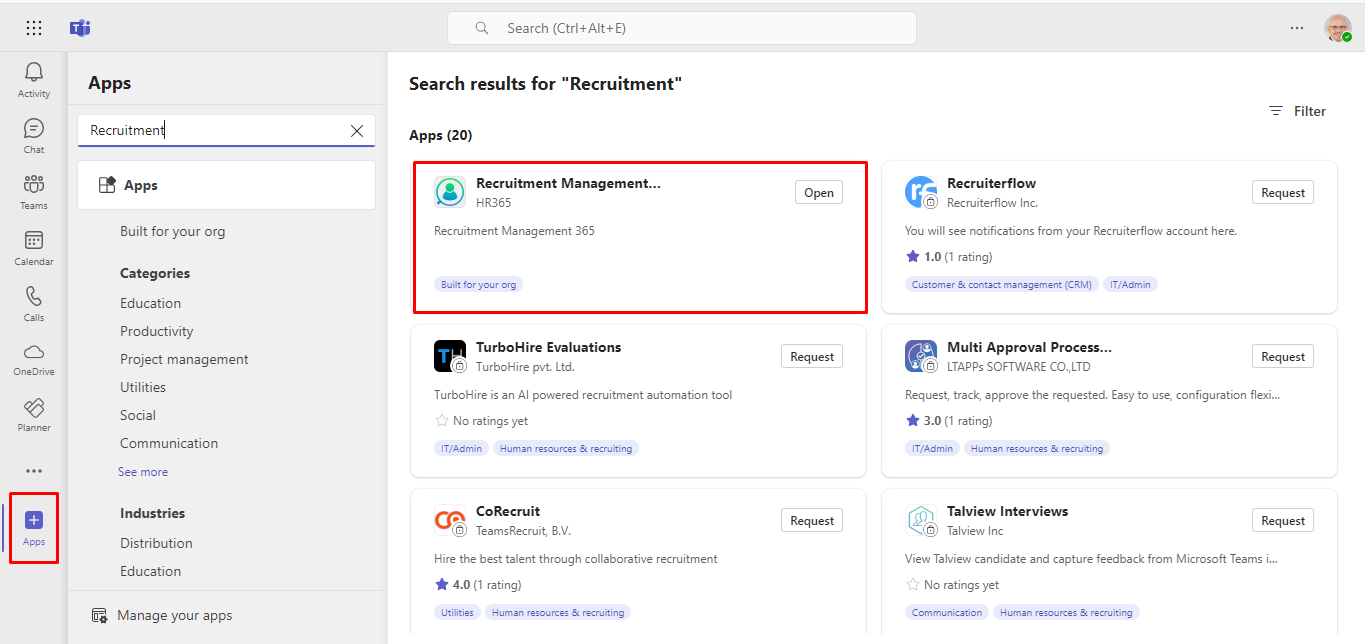 Search (Ctrl+Alt+E)
Activity
Chat
Teams
Calendar
Calls
OneDrive
Planner
Apps
Apps
Recruitment
Apps
Built for your org
Categories
Education
Productivity
Project management
Utilities
Social
Communication
See more
Industries
Distribution
Education
Manage your apps
Search results for "Recruitment"
Filter
Apps (20)
Recruitment Management...
HR365
Open
Recruitment Management 365
Built for your org
Recruiterflow
Recruiterflow Inc.
Request
You will see notifications from your Recruiterflow account here.
1.0 (1 rating)
Customer & contact management (CRM) IT/Admin
TH
TurboHire Evaluations
TurboHire pvt. Ltd.
Request
TurboHire is an AI powered recruitment automation tool
No ratings yet
IT/Admin Human resources & recruiting
Multi Approval Process...
LTAPPs SOFTWARE CO.,LTD
Request
Request, track, approve the requested. Easy to use, configuration flexi...
3.0 (1 rating)
IT/Admin Human resources & recruiting
CoRecruit
TeamsRecruit, B.V.
Request
Hire the best talent through collaborative recruitment
4.0 (1 rating)
Utilities Human resources & recruiting
Talview Interviews
Talview Inc
Request
View Talview candidate and capture feedback from Microsoft Teams i...
No ratings yet
Communication Human resources & recruiting